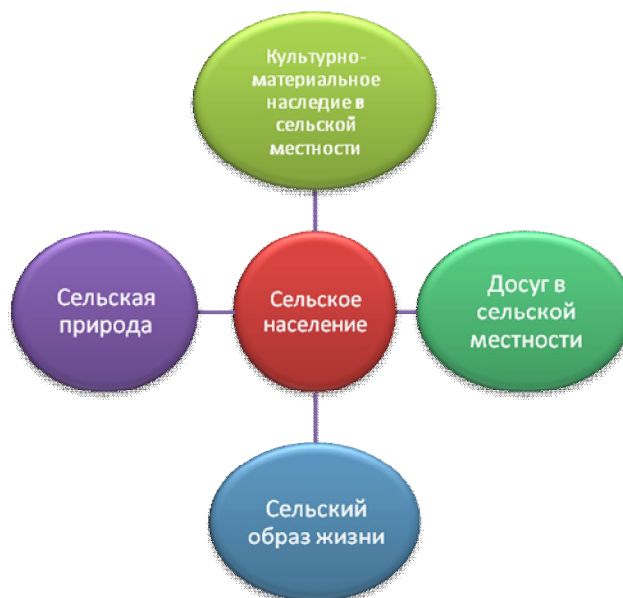 Культурно-
материальное
наследие в
сельской
местности
Сельская
природа
Сельское
население
Досуг в
сельской
местности
Сельский
образ жизни